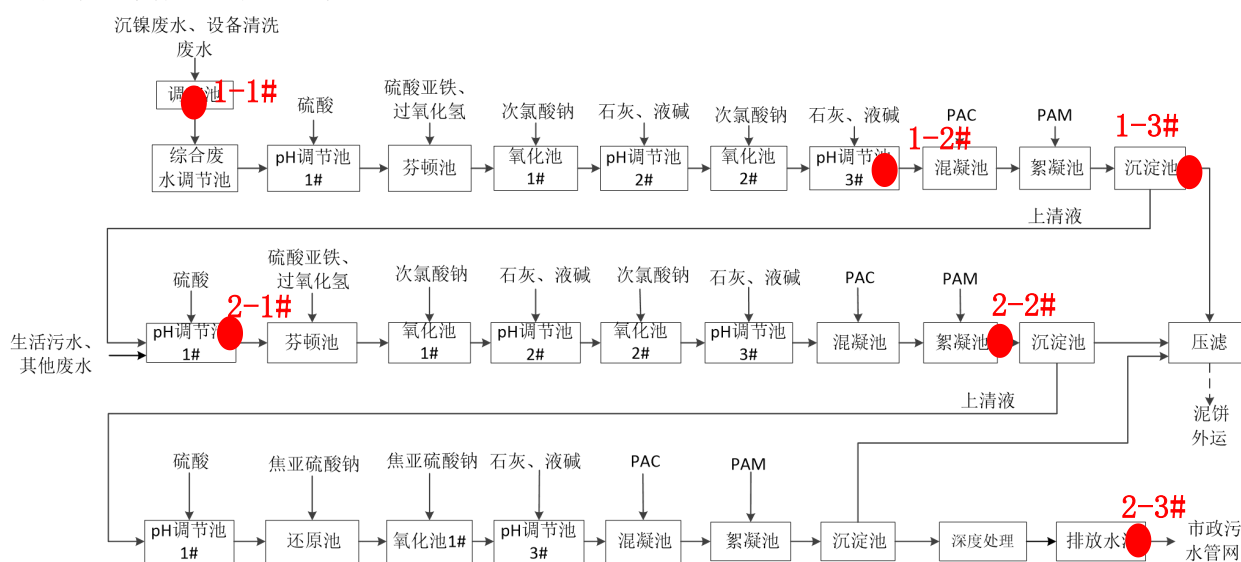 沉镍废水、设备清洗
废水
调节池
1-1#
综合废
水调节池
硫酸
pH调节池
1#
硫酸亚铁、
过氧化氢
芬顿池
次氯酸钠
氧化池
1#
石灰、液碱
pH调节池
2#
次氯酸钠
氧化池
2#
石灰、液碱
pH调节池
3#
1-2#
PAC
混凝池
PAM
絮凝池
1-3#
沉淀池
上清液
生活污水、
其他废水
硫酸
pH调节池
1#
2-1#
硫酸亚铁、
过氧化氢
芬顿池
次氯酸钠
氧化池
1#
石灰、液碱
pH调节池
2#
次氯酸钠
氧化池
2#
石灰、液碱
pH调节池
3#
PAC
混凝池
PAM
絮凝池
2-2#
沉淀池
压滤
泥饼
外运
上清液
硫酸
pH调节池
1#
焦亚硫酸钠
还原池
焦亚硫酸钠
氧化池1#
石灰、液碱
pH调节池
3#
PAC
混凝池
PAM
絮凝池
沉淀池
深度处理
排放水池
2-3#
市政污
水管网